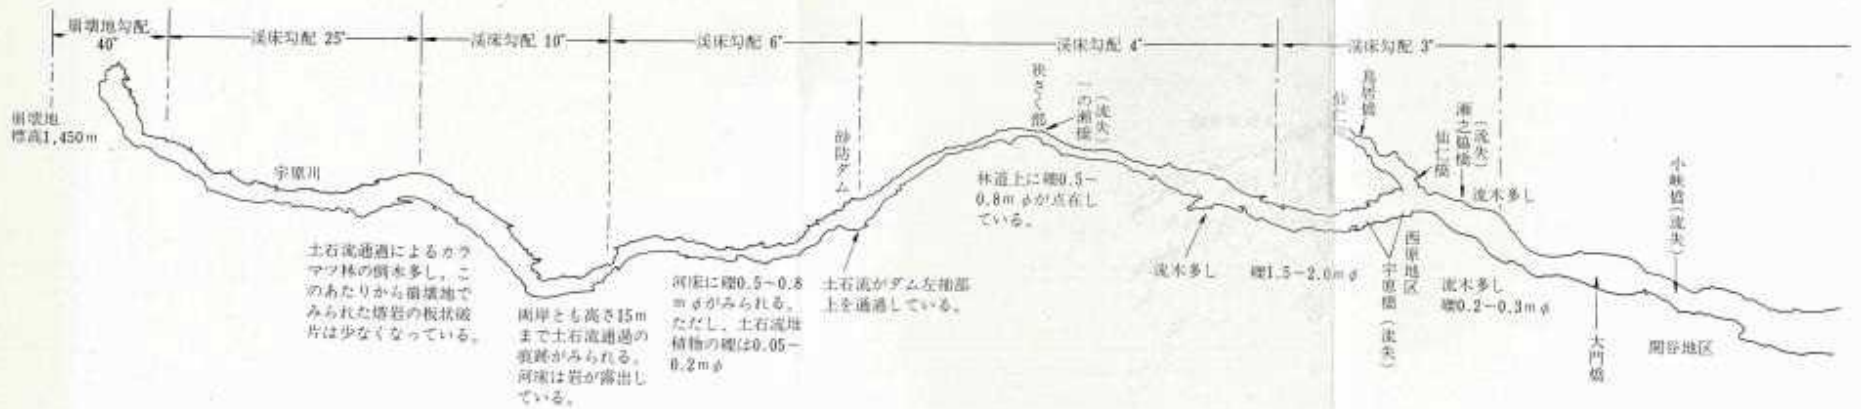 崩壊地勾配
40°
渓床勾配 25°
渓床勾配 10°
渓床勾配 6°
渓床勾配 4°
渓床勾配 3°
崩壊地
標高1,450m
宇原川
土石流通過によるカラ
マツ林の倒木多し、こ
のあたりから崩壊地で
みられた熔岩の板状破
片は少なくなっている。
両岸とも高さ15m
まで土石流通過の
痕跡がみられる。
河床は岩が露出し
ている。
河床に礫0.5~0.8
mφがみられる。
ただし、土石流堆
積物の礫は0.05~
0.2mφ
砂防ダム
土石流がダム左袖部
上を通過している。
狭さく部
一の瀬橋
(流失)
林道上に礫0.5~
0.8mφが点在し
ている。
流木多し
礫1.5~2.0mφ
鳥居橋
仙仁橋
瀬之脇橋
(流失)
流木多し
西原地区
宇原橋(流失)
流木多し
礫0.2~0.3mφ
小峡橋(流失)
大門橋
関谷地区